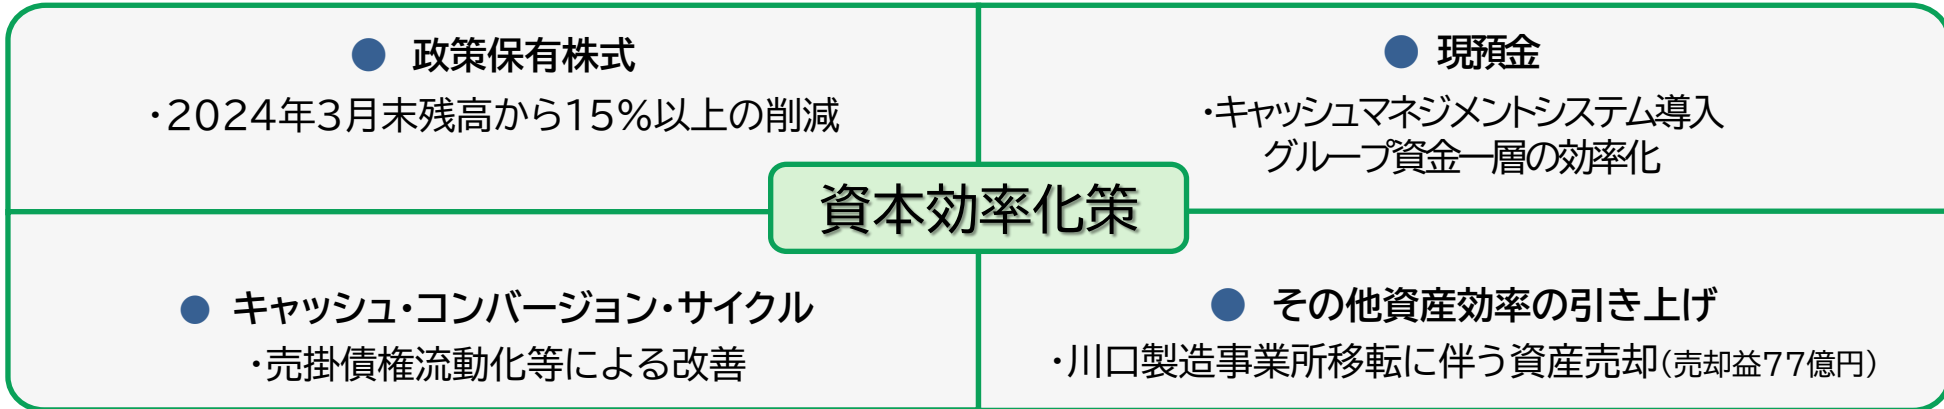 ● 政策保有株式
・2024年3月末残高から15%以上の削減
● 現預金
・キャッシュマネジメントシステム導入
グループ資金一層の効率化
資本効率化策
● キャッシュ・コンバージョン・サイクル
・売掛債権流動化等による改善
● その他資産効率の引き上げ
・川口製造事業所移転に伴う資産売却(売却益77億円)